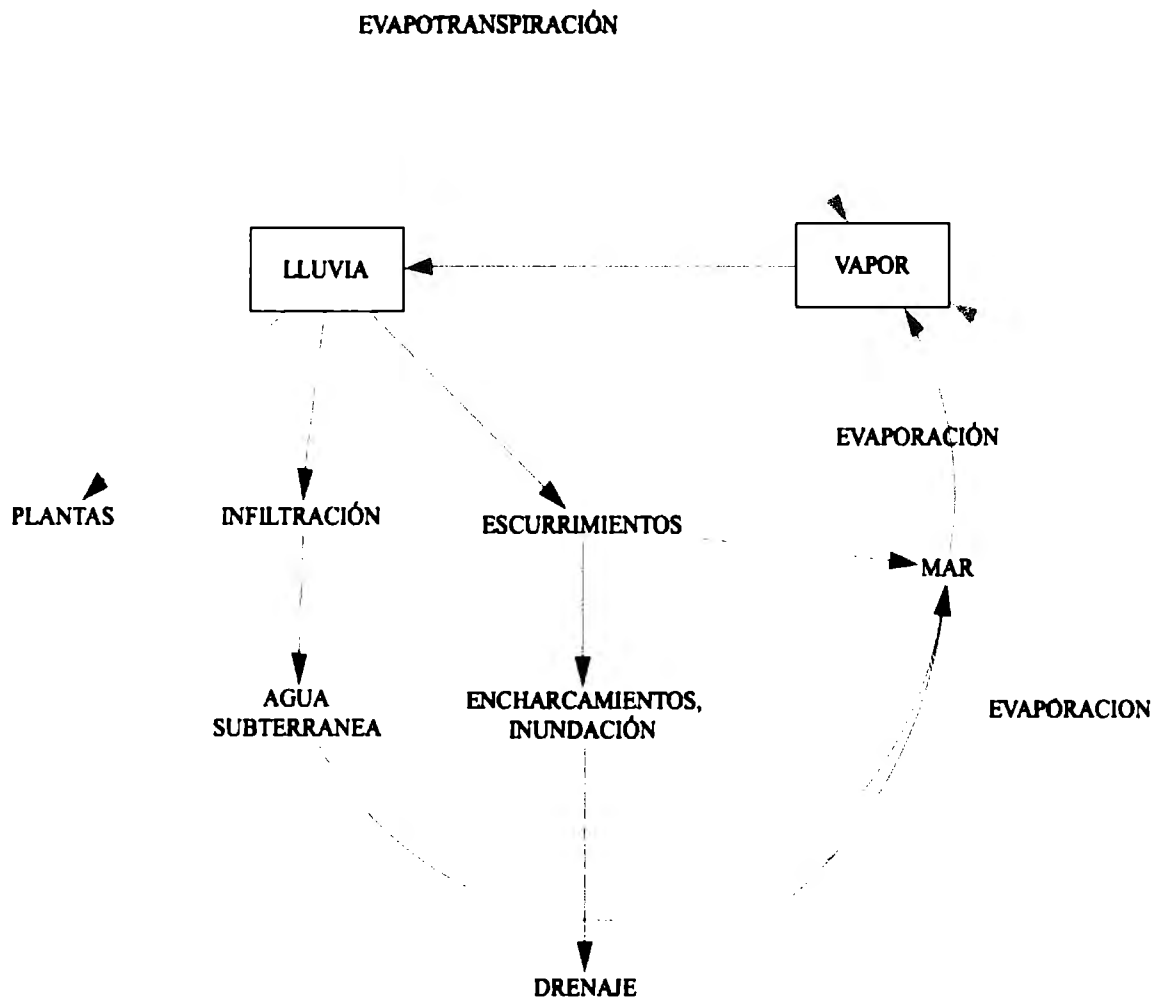 EVAPOTRANSPIRACIÓN
LLUVIA
VAPOR
EVAPORACIÓN
PLANTAS
INFILTRACIÓN
ESCURRIMIENTOS
MAR
AGUA
SUBTERRANEA
ENCHARCAMIENTOS,
INUNDACIÓN
EVAPORACION
DRENAJE